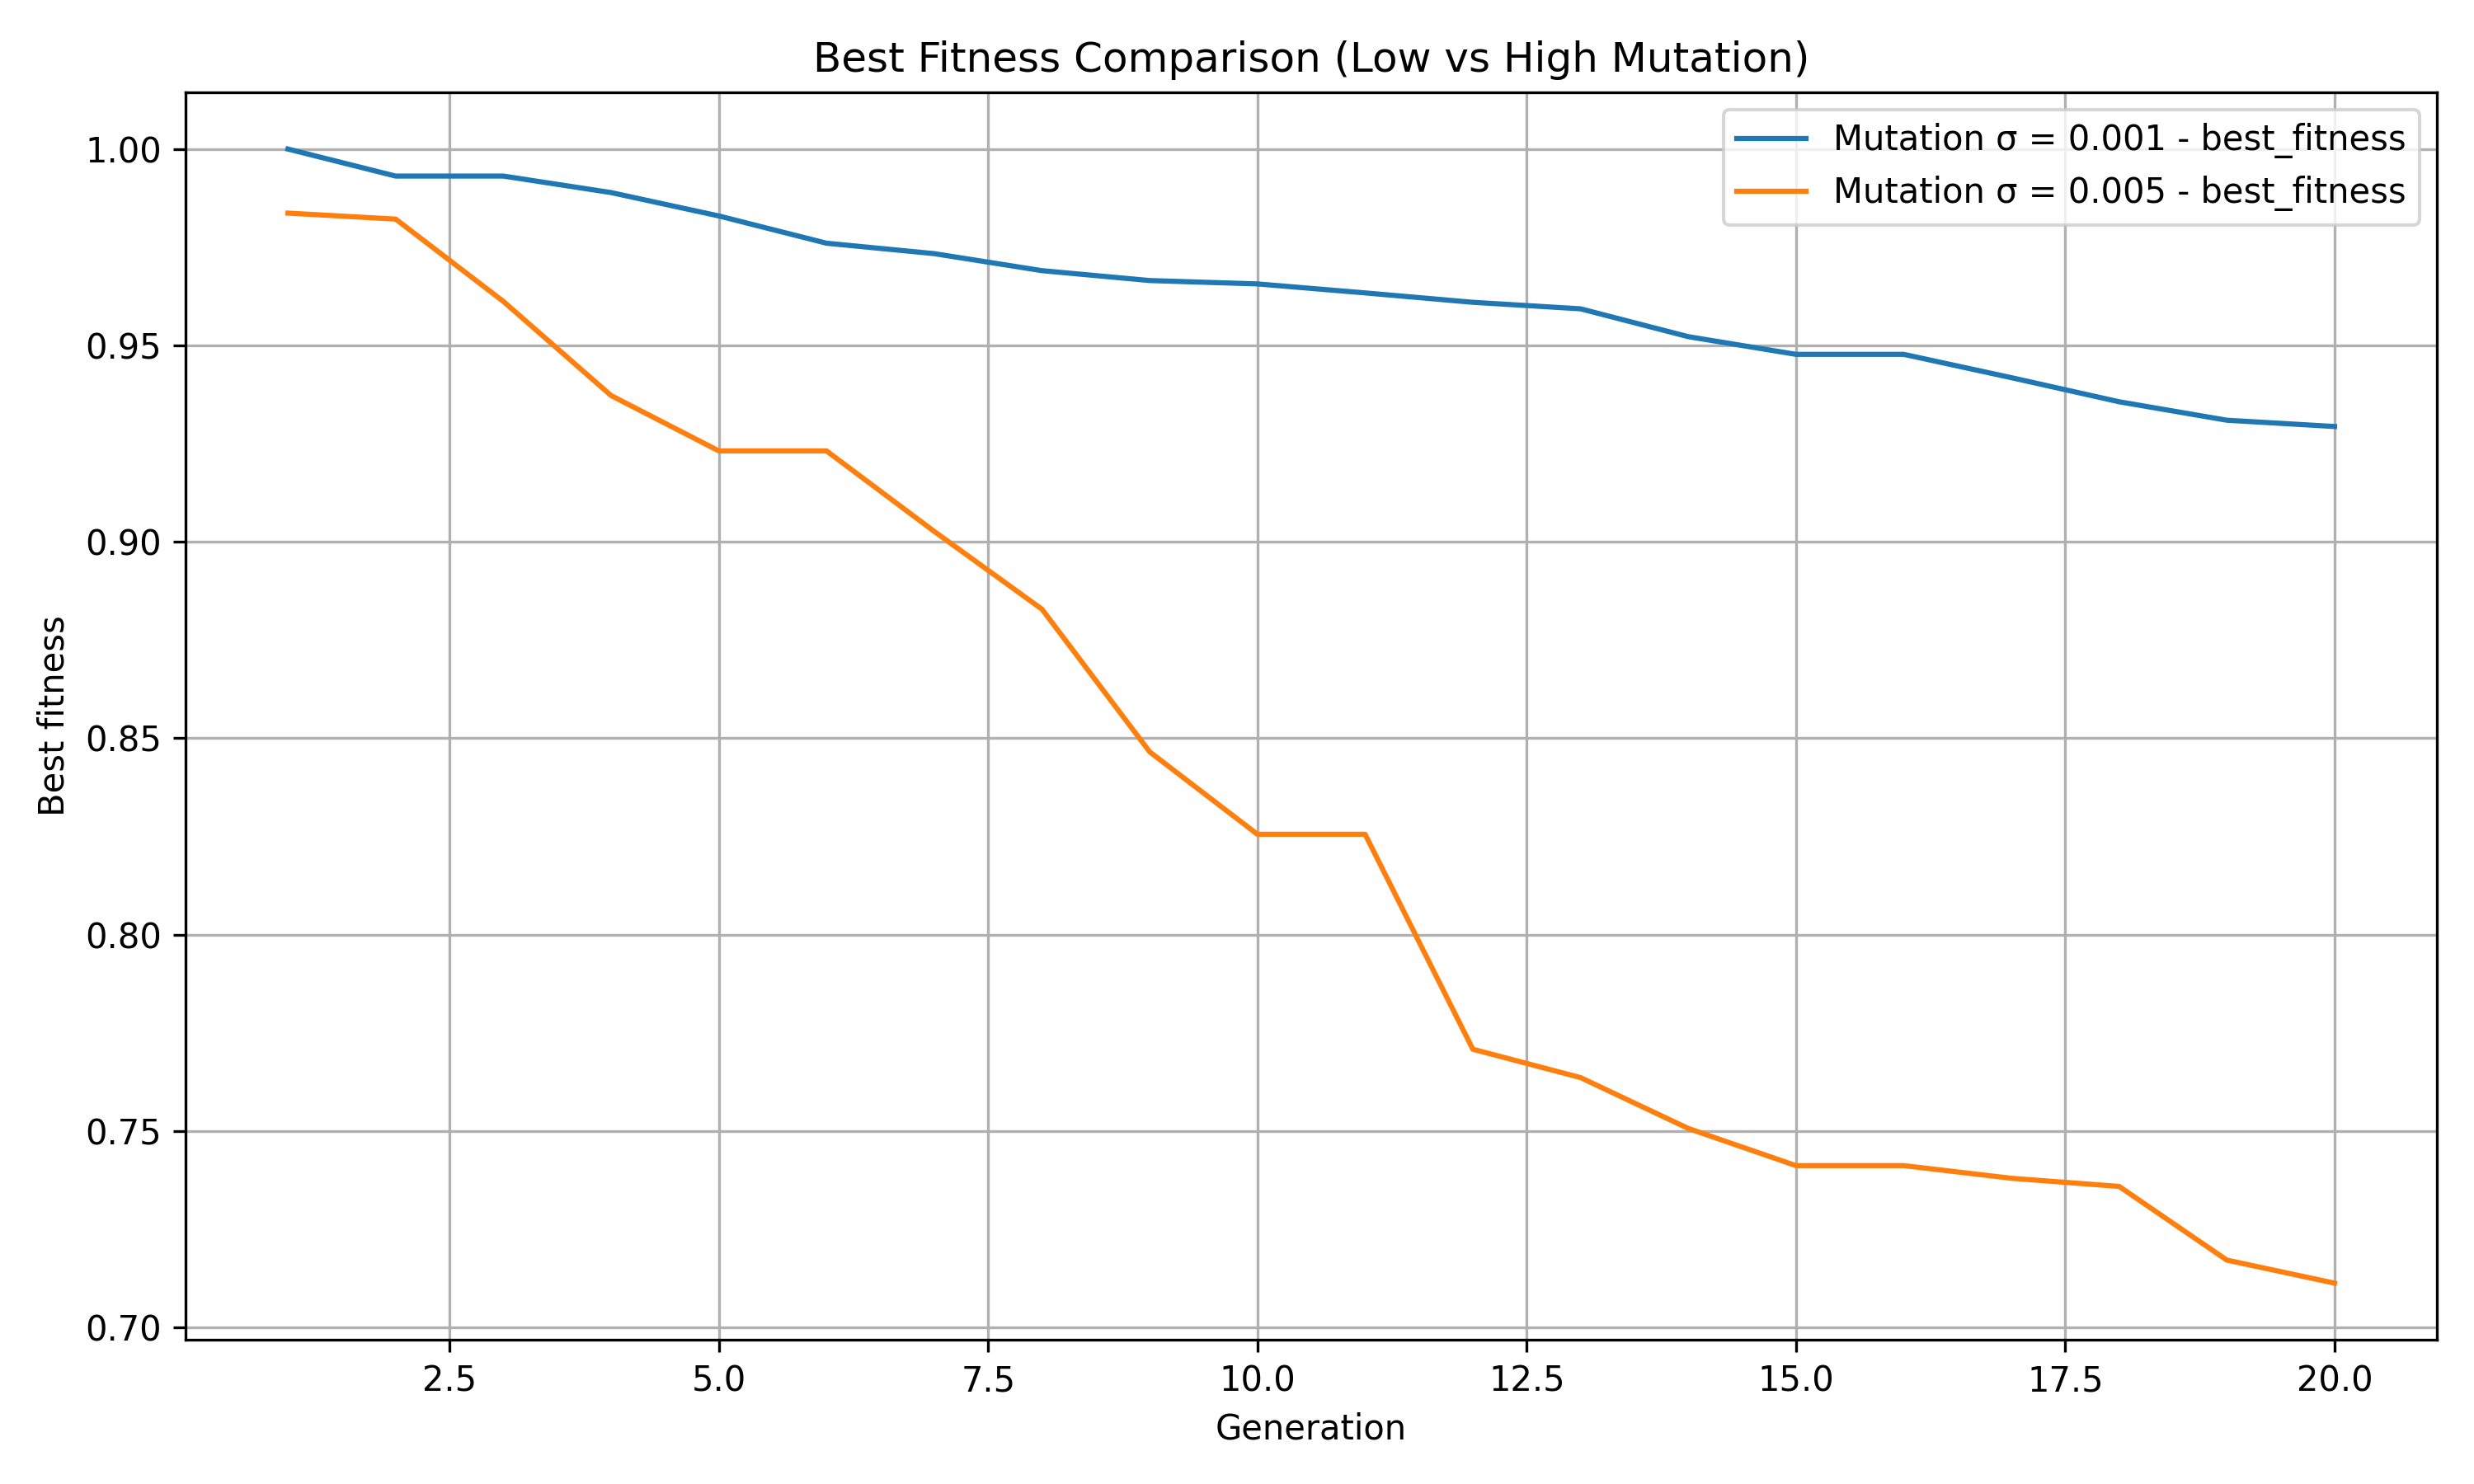 Best Fitness Comparison (Low vs High Mutation)
Mutation σ = 0.001 - best_fitness
Mutation σ = 0.005 - best_fitness
Best fitness
1.00
0.95
0.90
0.85
0.80
0.75
0.70
2.5 5.0 7.5 10.0 12.5 15.0 17.5 20.0
Generation